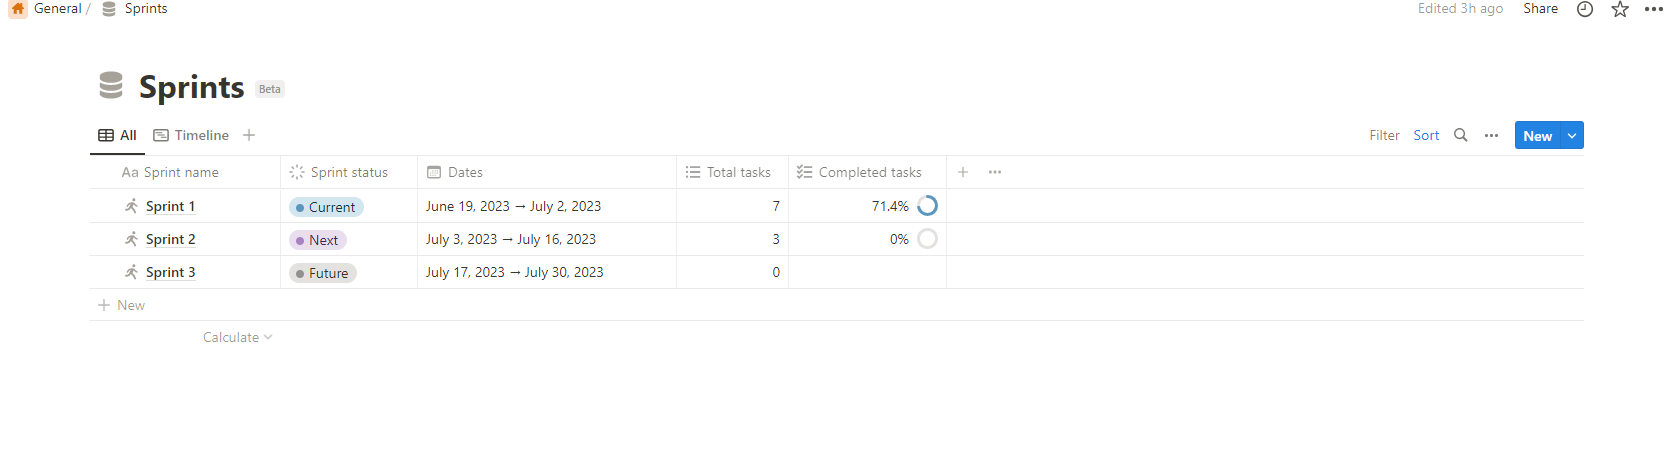 General / Sprints Edited 3h ago Share
Sprints Beta
All Timeline Filter Sort New
Aa Sprint name Sprint status Dates Total tasks Completed tasks
Sprint 1 Current June 19, 2023 → July 2, 2023 7 71.4%
Sprint 2 Next July 3, 2023 → July 16, 2023 3 0%
Sprint 3 Future July 17, 2023 → July 30, 2023 0
+ New
Calculate